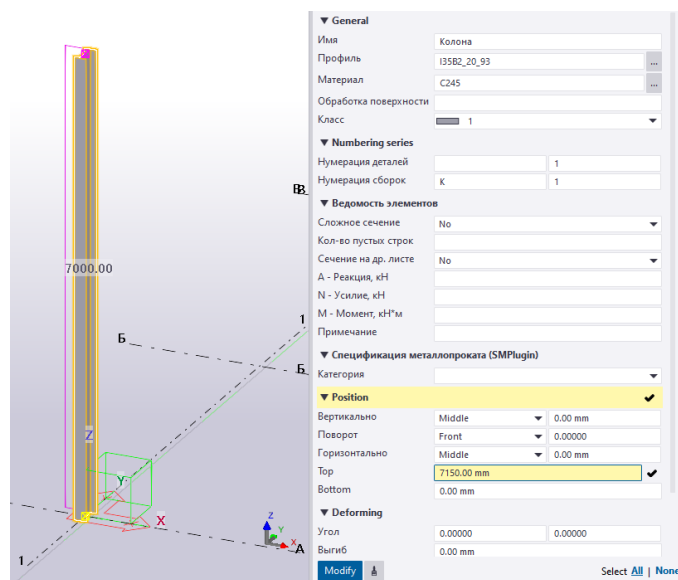 ▼ General
Имя Колона
Профиль I35B2_20_93 ...
Материал C245 ...
Обработка поверхности
Класс 1
▼ Numbering series
Нумерация деталей 1
Нумерация сборок К 1
▼ Ведомость элементов
Сложное сечение No
Кол-во пустых строк
Сечение на др. листе No
A - Реакция, кН
N - Усилие, кН
M - Момент, кН*м
Примечание
▼ Спецификация металлопроката (SMPlugin)
Категория
▼ Position
Вертикально Middle 0.00 mm
Поворот Front 0.00000
Горизонтально Middle 0.00 mm
Top 7150.00 mm
Bottom 0.00 mm
▼ Deforming
Угол 0.00000 0.00000
Выгиб 0.00 mm
Modify Select All | None
В В
7000.00
1
Б
Б
Z
Y
X
Z
Y
X
А
1